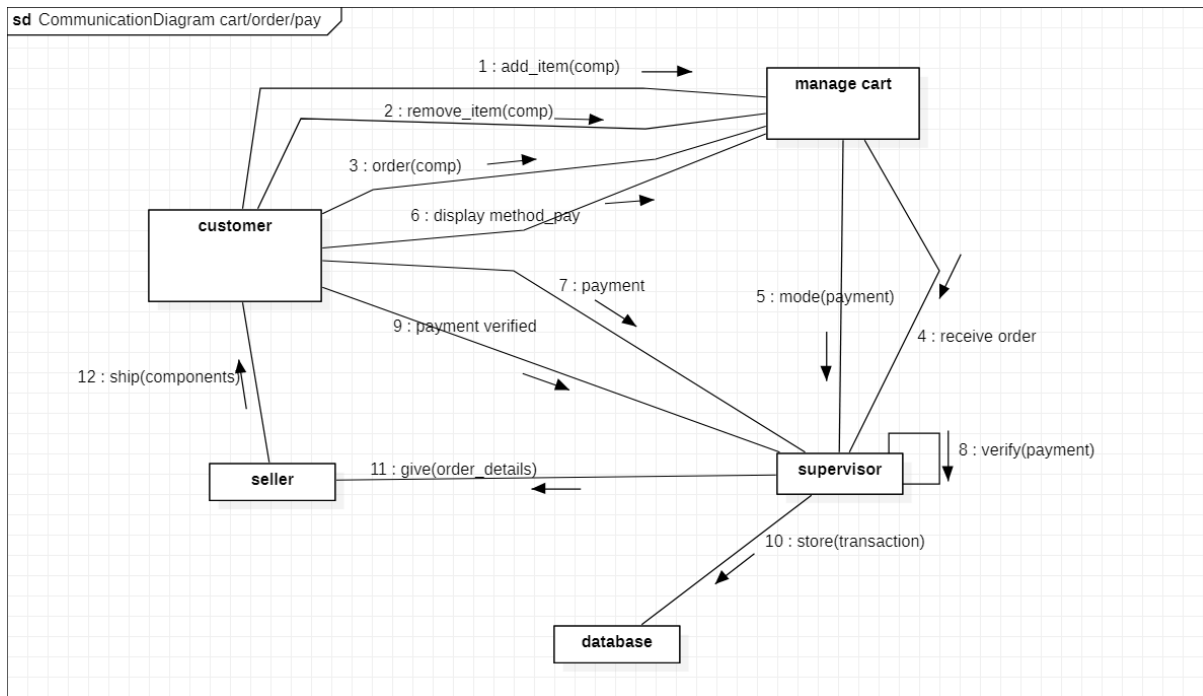 sd CommunicationDiagram cart/order/pay
1 : add_item(comp)
manage cart
2 : remove_item(comp)
3 : order(comp)
6 : display method_pay
customer
7 : payment
5 : mode(payment)
9 : payment verified
4 : receive order
12 : ship(components)
8 : verify(payment)
11 : give(order_details)
supervisor
seller
10 : store(transaction)
database